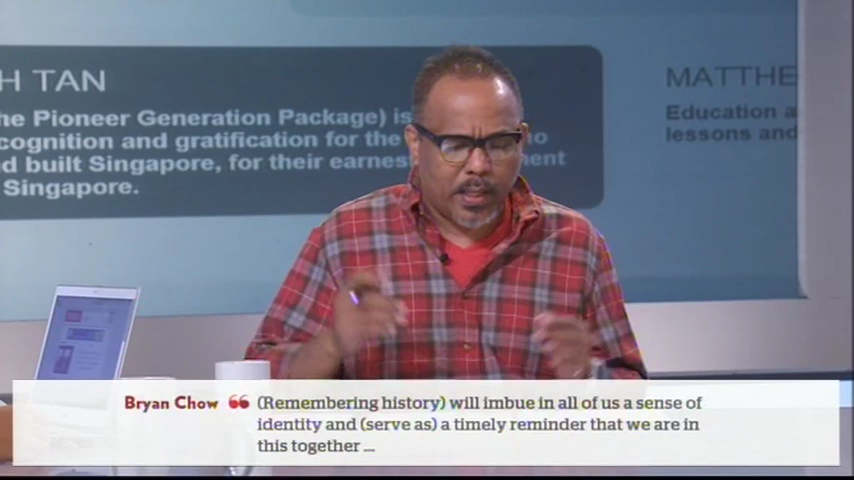 H TAN
he Pioneer Generation Package) is
cognition and gratification for the
d built Singapore, for their earnes
ment
Singapore.
MATTHE
Education a
lessons and
Bryan Chow (Remembering history) will imbue in all of us a sense of
identity and (serve as) a timely reminder that we are in
this together ...